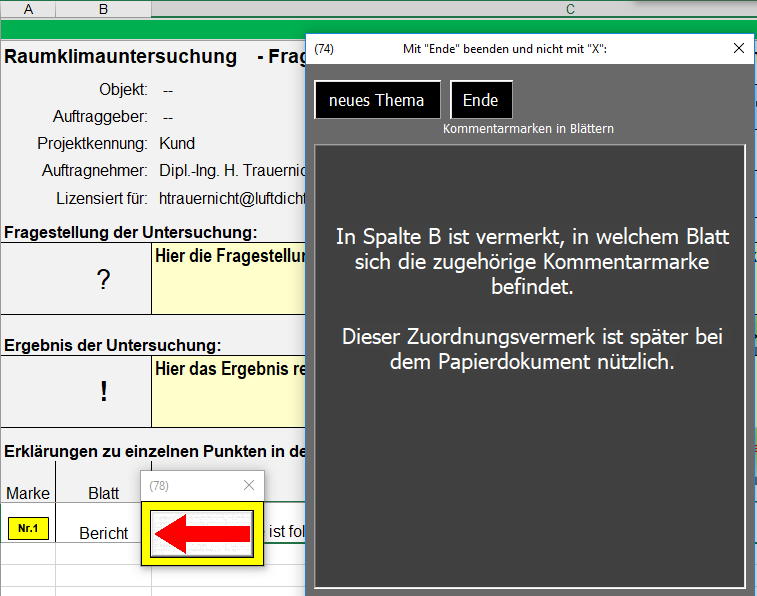 A B C
(74) Mit "Ende" beenden und nicht mit "X":
Raumklimauntersuchung - Frag
neues Thema Ende
Kommentarmarken in Blättern
Objekt: --
Auftraggeber: --
Projektkennung: Kund
Auftragnehmer: Dipl.-Ing. H. Trauernic
Lizensiert für: htrauernicht@luftdicht
Fragestellung der Untersuchung:
? Hier die Fragestellun
Ergebnis der Untersuchung:
! Hier das Ergebnis re
In Spalte B ist vermerkt, in welchem Blatt
sich die zugehörige Kommentarmarke
befindet.
Dieser Zuordnungsvermerk ist später bei
dem Papierdokument nützlich.
Erklärungen zu einzelnen Punkten in de
Marke Blatt
(78)
Nr.1 Bericht ist fol